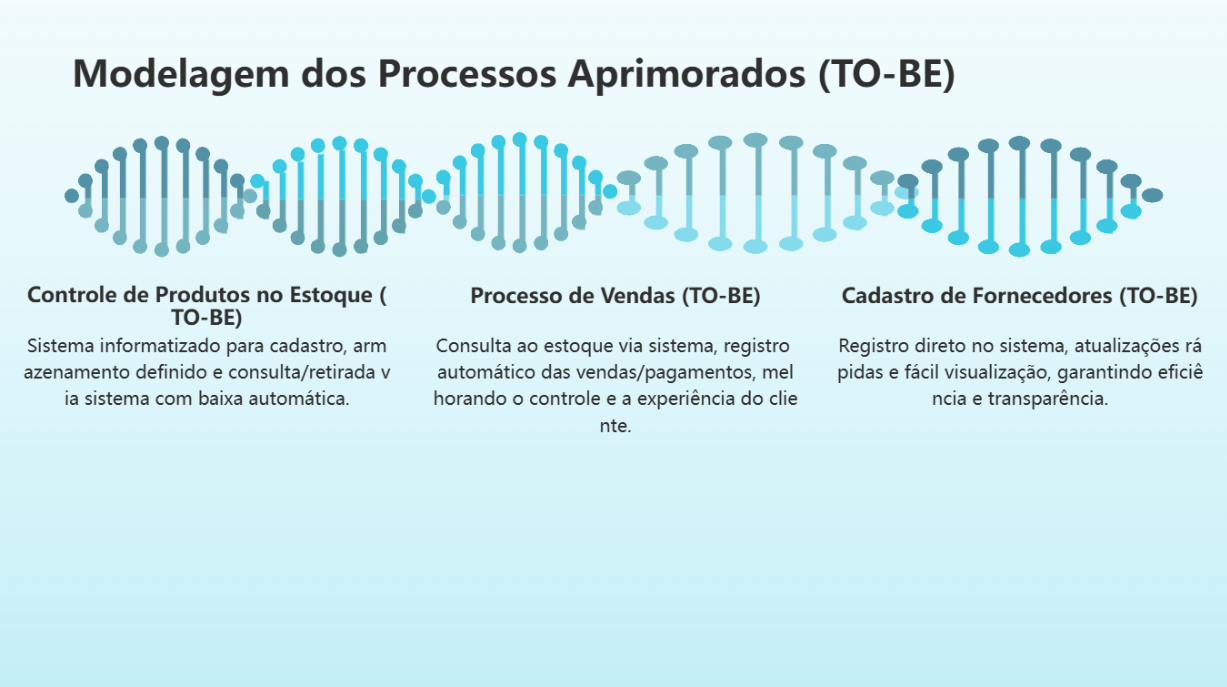 Modelagem dos Processos Aprimorados (TO-BE)
Controle de Produtos no Estoque (
TO-BE)
Sistema informatizado para cadastro, arm
azenamento definido e consulta/retirada v
ia sistema com baixa automática.
Processo de Vendas (TO-BE)
Consulta ao estoque via sistema, registro
automático das vendas/pagamentos, mel
horando o controle e a experiência do clie
nte.
Cadastro de Fornecedores (TO-BE)
Registro direto no sistema, atualizações rá
pidas e fácil visualização, garantindo eficiê
ncia e transparência.